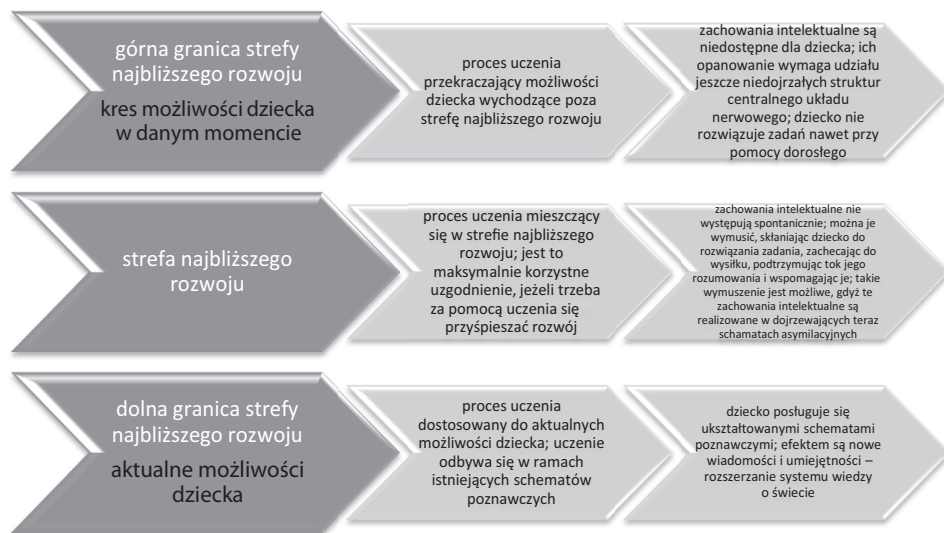 górna granica strefy
najbliższego rozwoju
kres możliwości dziecka
w danym momencie
proces uczenia
przekraczający możliwości
dziecka wychodzące poza
strefę najbliższego rozwoju
zachowania intelektualne są
niedostępne dla dziecka; ich
opanowanie wymaga udziału
jeszcze niedojrzałych struktur
centralnego układu
nerwowego; dziecko nie
rozwiązuje zadań nawet przy
pomocy dorosłego
strefa najbliższego
rozwoju
proces uczenia mieszczący
się w strefie najbliższego
rozwoju; jest to
maksymalnie korzystne
uzgodnienie, jeżeli trzeba
za pomocą uczenia się
przyśpieszać rozwój
zachowania intelektualne nie
występują spontanicznie; można je
wymusić, skłaniając dziecko do
rozwiązania zadania, zachecając do
wysiłku, podtrzymując tok jego
rozumowania i wspomagając je; takie
wymuszenie jest możliwe, gdyż te
zachowania intelektualne są
realizowane w dojrzewających teraz
schamatach asymilacyjnych
dolna granica strefy
najbliższego rozwoju
aktualne możliwości
dziecka
proces uczenia
dostosowany do aktualnych
możliwości dziecka; uczenie
odbywa się w ramach
istniejących schematów
poznawczych
dziecko posługuje się
ukształtowanymi schematami
poznawczymi; efektem są nowe
wiadomości i umiejętności –
rozszerzanie systemu wiedzy
o świecie